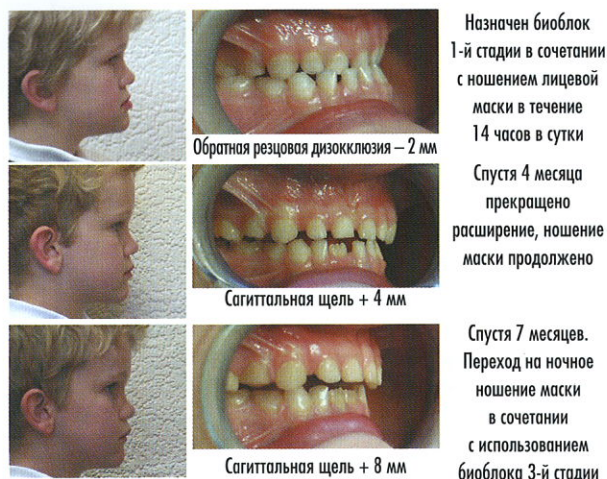 Назначен биоблок
1-й стадии в сочетании
с ношением лицевой
маски в течение
14 часов в сутки
Обратная резцовая дизокклюзия – 2 мм
Спустя 4 месяца
прекращено
расширение, ношение
маски продолжено
Сагиттальная щель + 4 мм
Спустя 7 месяцев.
Переход на ночное
ношение маски
в сочетании
с использованием
биоблока 3-й стадии
Сагиттальная щель + 8 мм